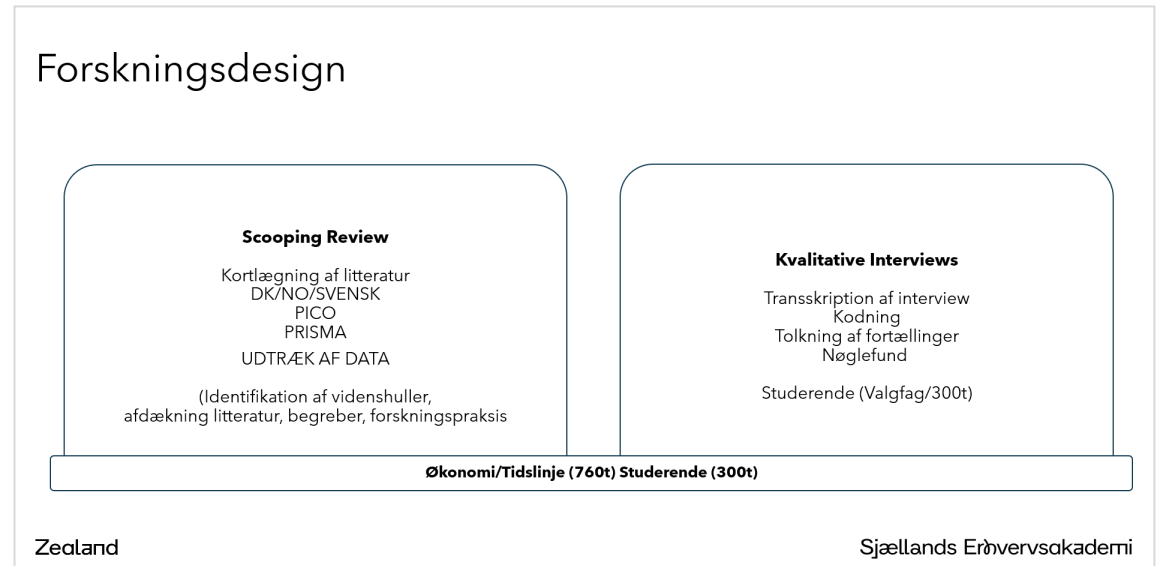 Forskningsdesign
Scooping Review
Kortlægning af litteratur
DK/NO/SVENSK
PICO
PRISMA
UDTRÆK AF DATA
(Identifikation af videnshuller,
afdækning litteratur, begreber, forskningspraksis
Kvalitative Interviews
Transskription af interview
Kodning
Tolkning af fortællinger
Nøglefund
Studerende (Valgfag/300t)
Økonomi/Tidslinje (760t) Studerende (300t)
Zealand
Sjællands Erhvervsakademi